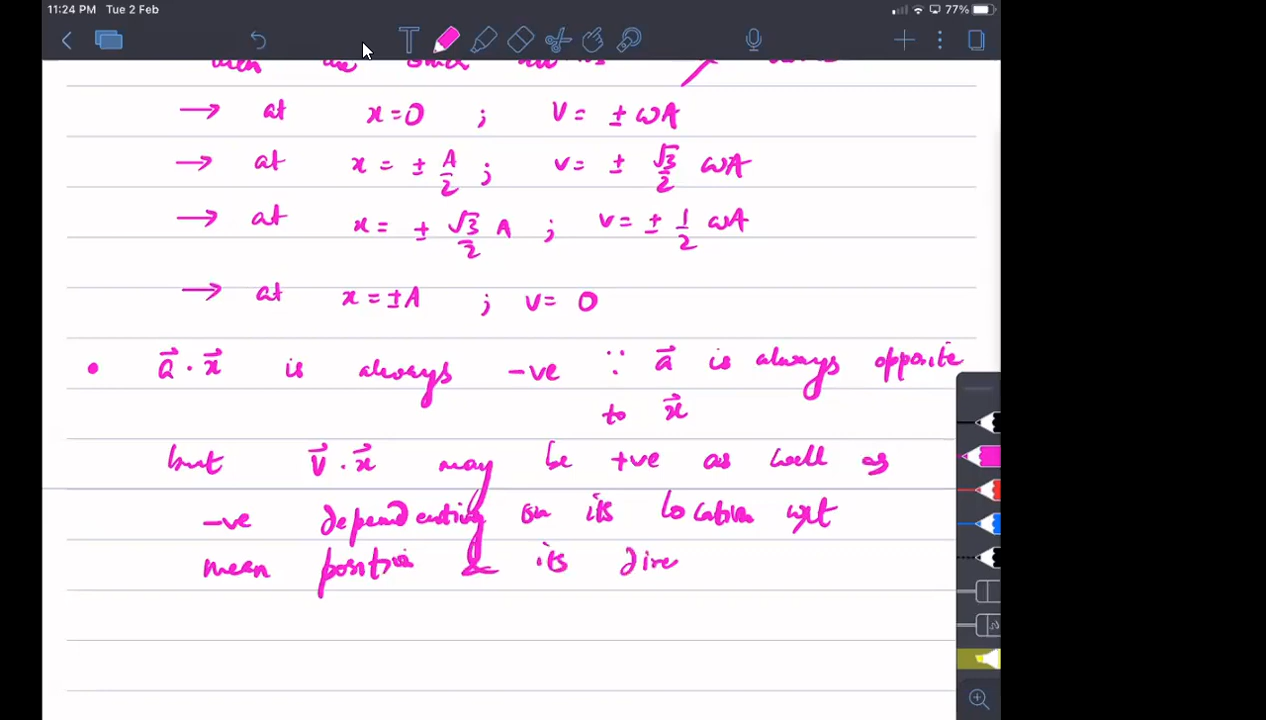 11:24 PM Tue 2 Feb
77%
T
→ at x=0 ; V= ± ωA
→ at x = ± A/2 ; v= ± √3/2 ωA
→ at x= ± √3/2 A ; v= ± 1/2 ωA
→ at x=±A ; v= 0
• a⃗ . x⃗ is always -ve ∵ a⃗ is always opposite
to x⃗
but v⃗ . x⃗ may be +ve as well as
-ve depending on its location wrt
mean position & its dire